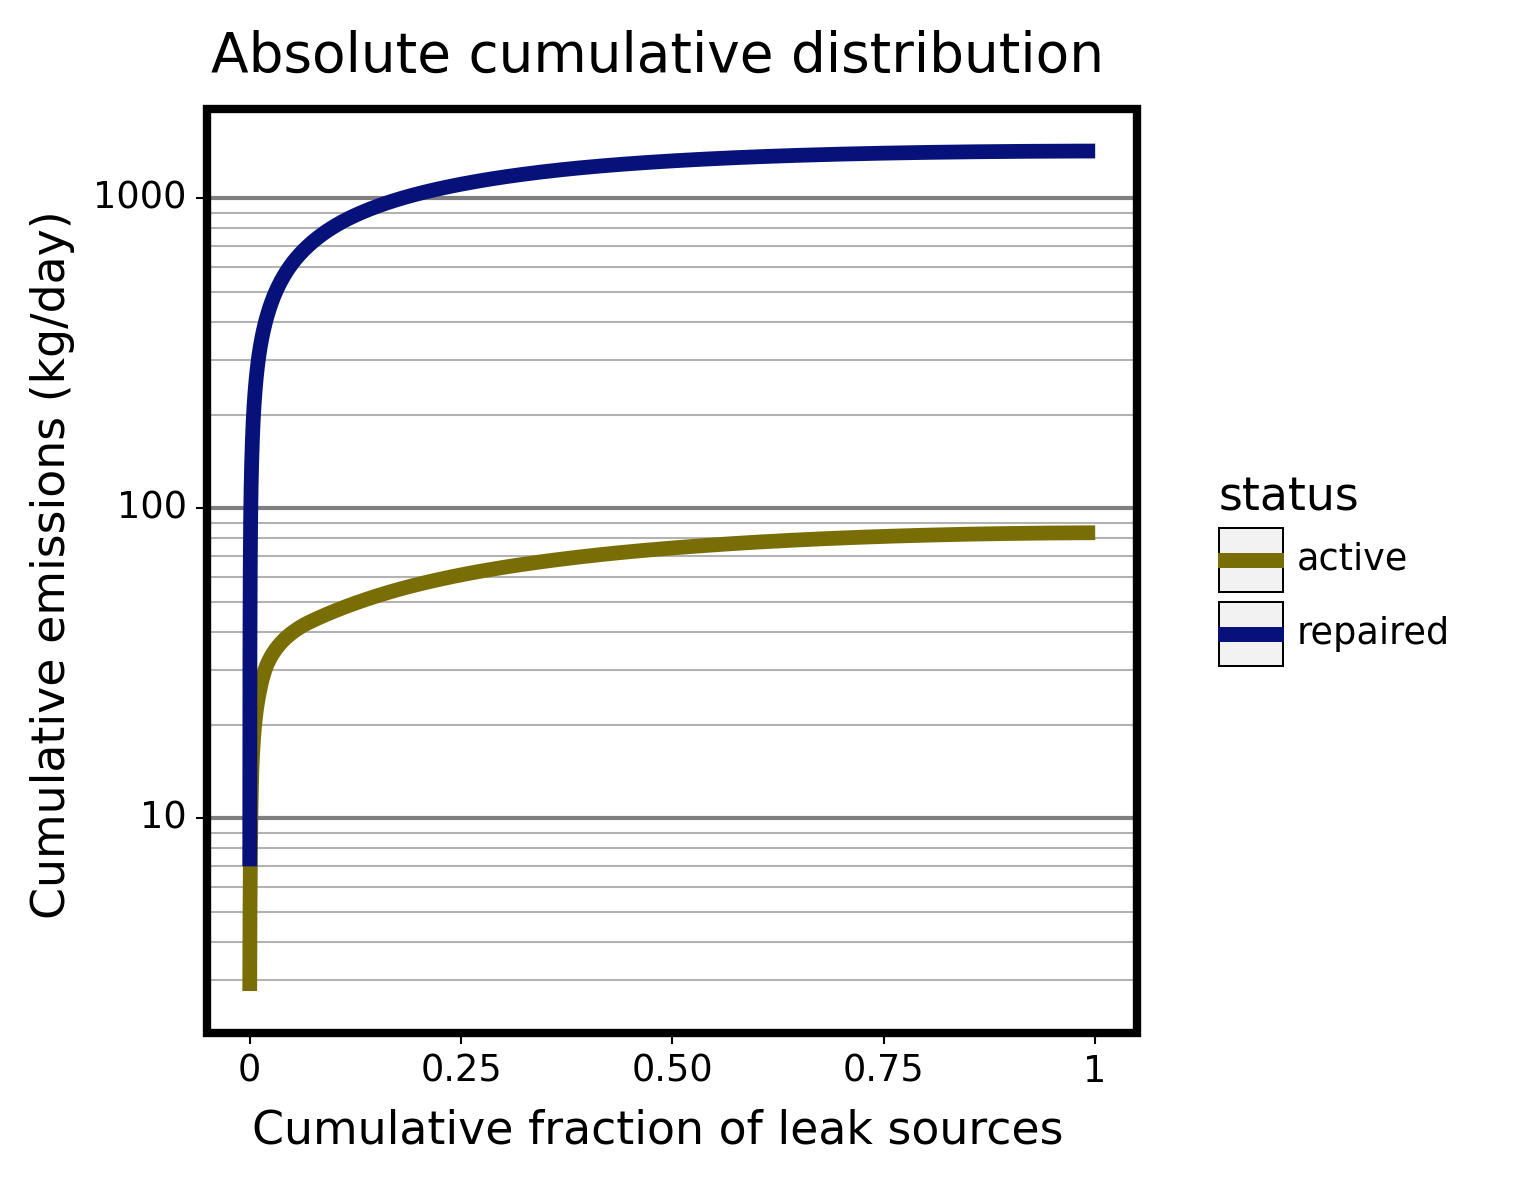 Absolute cumulative distribution
Cumulative emissions (kg/day)
1000
100
10
0
0.25
0.50
0.75
1
Cumulative fraction of leak sources
status
active
repaired